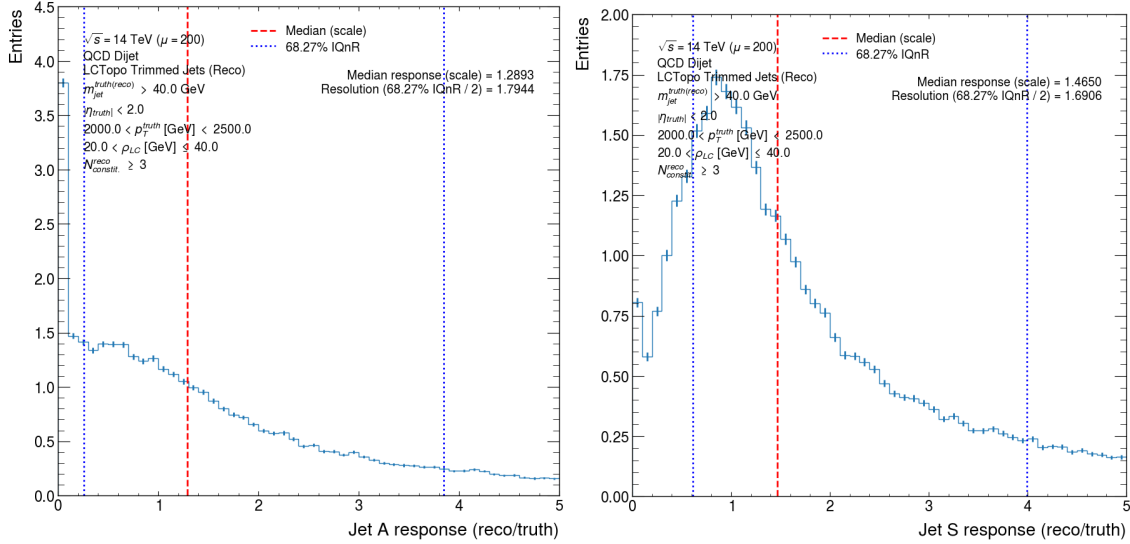 Entries
4.5
4.0
3.5
3.0
2.5
2.0
1.5
1.0
0.5
0.0
√s = 14 TeV (μ = 200)
QCD Dijet
LCTopo Trimmed Jets (Reco)
m_jet^truth(reco) > 40.0 GeV
|η_truth| < 2.0
2000.0 < p_T^truth [GeV] < 2500.0
20.0 < ρ_LC [GeV] ≤ 40.0
N_constit.^reco ≥ 3
Median (scale)
68.27% IQnR
Median response (scale) = 1.2893
Resolution (68.27% IQnR / 2) = 1.7944
0 1 2 3 4 5
Jet A response (reco/truth)
Entries
2.00
1.75
1.50
1.25
1.00
0.75
0.50
0.25
0.00
√s = 14 TeV (μ = 200)
QCD Dijet
LCTopo Trimmed Jets (Reco)
m_jet^truth(reco) > 40.0 GeV
|η_truth| < 2.0
2000.0 < p_T^truth [GeV] < 2500.0
20.0 < ρ_LC [GeV] ≤ 40.0
N_constit.^reco ≥ 3
Median (scale)
68.27% IQnR
Median response (scale) = 1.4650
Resolution (68.27% IQnR / 2) = 1.6906
0 1 2 3 4 5
Jet S response (reco/truth)